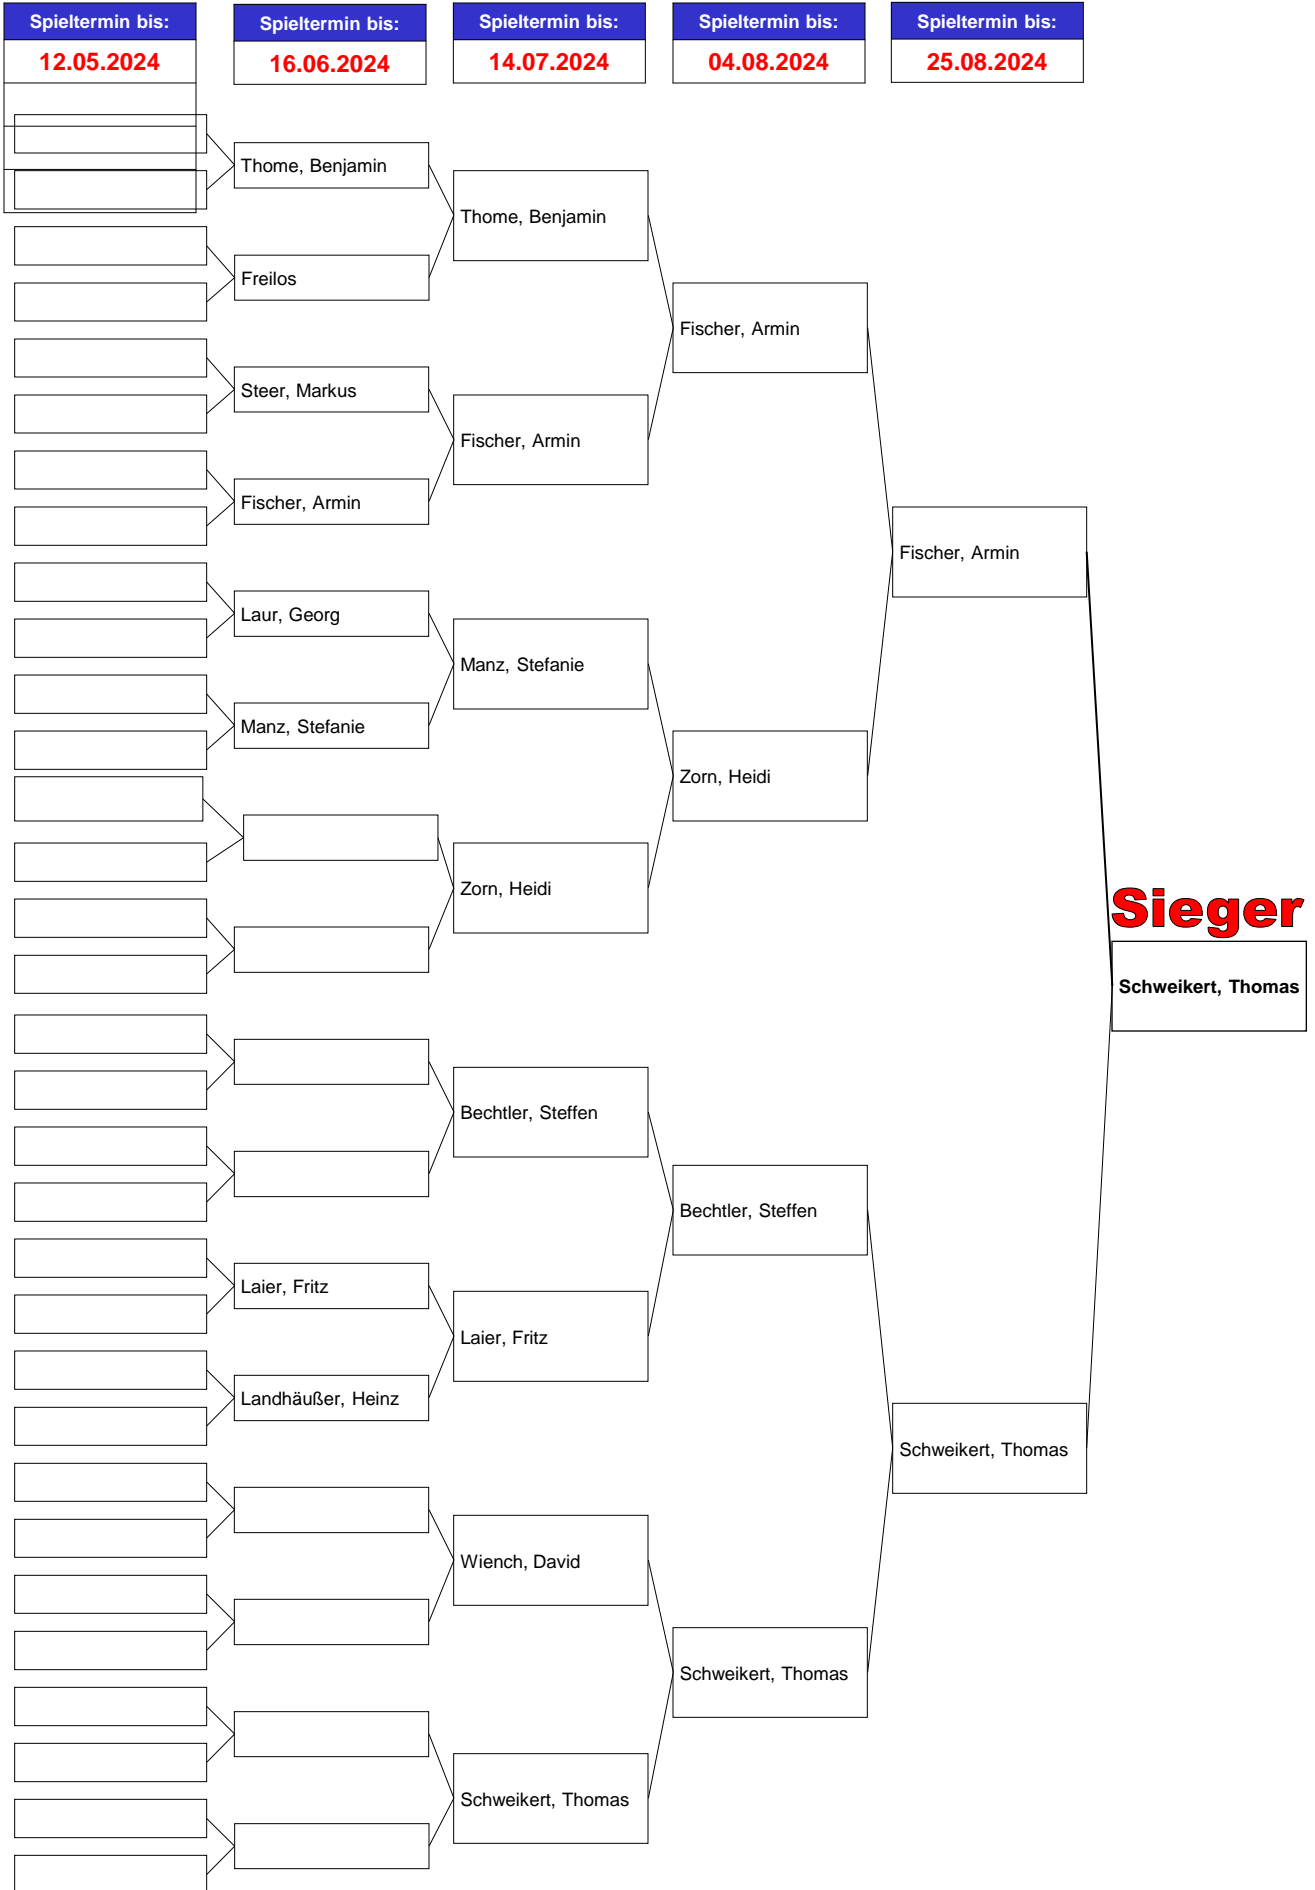 Spieltermin bis:
Spieltermin bis:
Spieltermin bis:
Spieltermin bis:
Spieltermin bis:
12.05.2024
16.06.2024
14.07.2024
04.08.2024
25.08.2024
Thome, Benjamin
Thome, Benjamin
Freilos
Fischer, Armin
Steer, Markus
Fischer, Armin
Fischer, Armin
Fischer, Armin
Laur, Georg
Manz, Stefanie
Manz, Stefanie
Zorn, Heidi
Zorn, Heidi
Sieger
Schweikert, Thomas
Bechtler, Steffen
Bechtler, Steffen
Laier, Fritz
Laier, Fritz
Landhäußer, Heinz
Schweikert, Thomas
Wiench, David
Schweikert, Thomas
Schweikert, Thomas